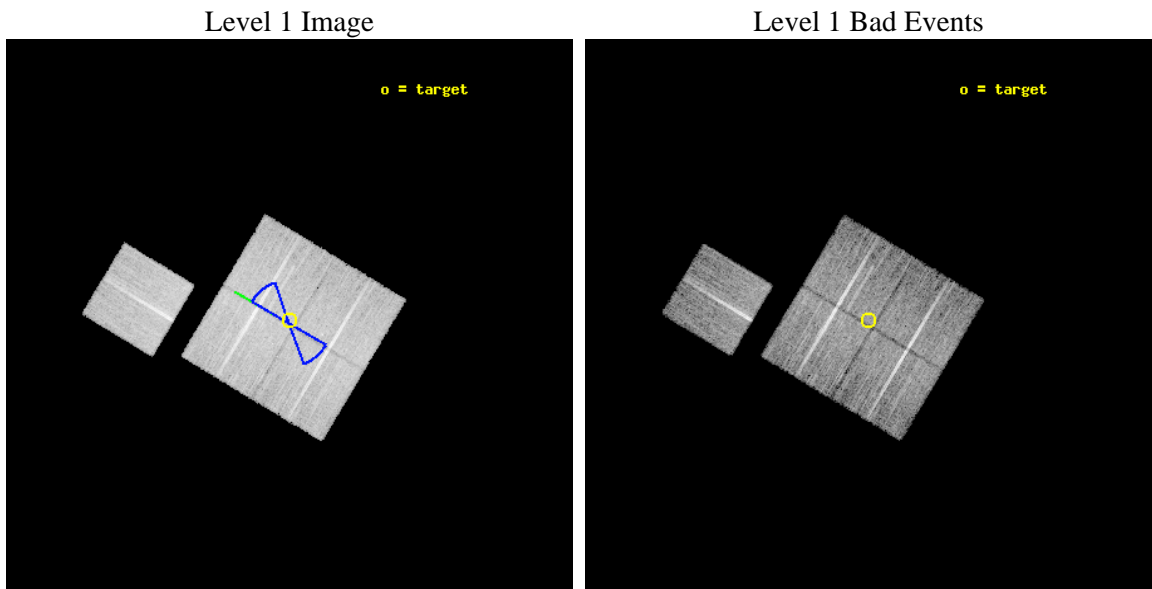 Level 1 Image
Level 1 Bad Events
o = target
o = target